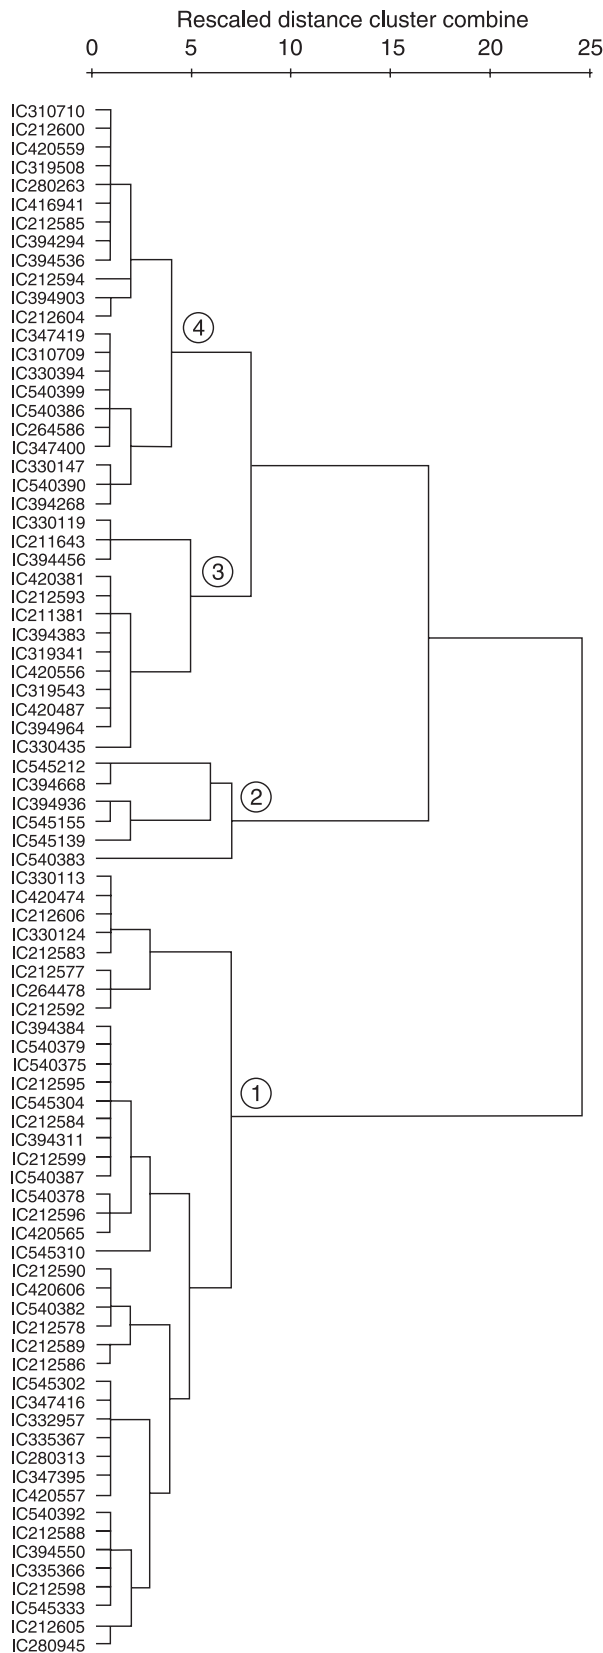 Rescaled distance cluster combine
0 5 10 15 20 25
IC310710
IC212600
IC420559
IC319508
IC280263
IC416941
IC212585
IC394294
IC394536
IC212594
IC394903
IC212604
IC347419
4
IC310709
IC330394
IC540399
IC540386
IC264586
IC347400
IC330147
IC540390
IC394268
IC330119
IC211643
IC394456
3
IC420381
IC212593
IC211381
IC394383
IC319341
IC420556
IC319543
IC420487
IC394964
IC330435
IC545212
IC394668
2
IC394936
IC545155
IC545139
IC540383
IC330113
IC420474
IC212606
IC330124
IC212583
IC212577
IC264478
IC212592
IC394384
IC540379
IC540375
IC212595
1
IC545304
IC212584
IC394311
IC212599
IC540387
IC540378
IC212596
IC420565
IC545310
IC212590
IC420606
IC540382
IC212578
IC212589
IC212586
IC545302
IC347416
IC332957
IC335367
IC280313
IC347395
IC420557
IC540392
IC212588
IC394550
IC335366
IC212598
IC545333
IC212605
IC280945